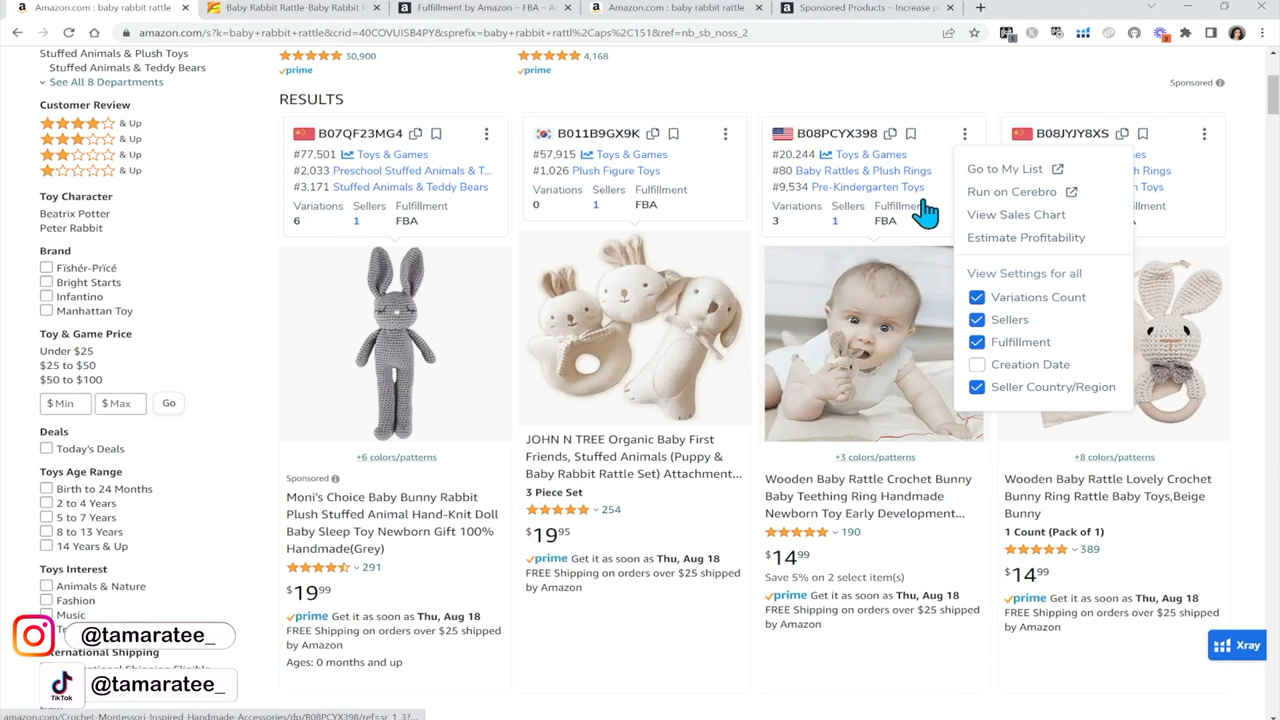 Amazon.com : baby rabbit rattle
Baby Rabbit Rattle-Baby Rabbit
Fulfillment by Amazon – FBA – A
Amazon.com : baby rabbit rattle
Sponsored Products – Increase p
amazon.com/s?k=baby+rabbit+rattle&crid=40COVUISB4PY&sprefix=baby+rabbit+rattl%2Caps%2C151&ref=nb_sb_noss_2
Stuffed Animals & Plush Toys
Stuffed Animals & Teddy Bears
See All 8 Departments
Customer Review
& Up
& Up
& Up
& Up
Toy Character
Beatrix Potter
Peter Rabbit
Brand
Fïshér-Prïcé
Bright Starts
Infantino
Manhattan Toy
Toy & Game Price
Under $25
$25 to $50
$50 to $100
$ Min
$ Max
Go
Deals
Today's Deals
Toys Age Range
Birth to 24 Months
2 to 4 Years
5 to 7 Years
8 to 13 Years
14 Years & Up
Toys Interest
Animals & Nature
Fashion
Music
@tamaratee_
TikTok
@tamaratee_
30,900
prime
4,168
prime
Sponsored
RESULTS
B07QF23MG4
#77,501 Toys & Games
#2,033 Preschool Stuffed Animals & T...
#3,171 Stuffed Animals & Teddy Bears
Variations Sellers Fulfillment
6 1 FBA
+6 colors/patterns
Sponsored
Moni's Choice Baby Bunny Rabbit
Plush Stuffed Animal Hand-Knit Doll
Baby Sleep Toy Newborn Gift 100%
Handmade(Grey)
291
$19.99
prime Get it as soon as Thu, Aug 18
FREE Shipping on orders over $25 shipped
by Amazon
Ages: 0 months and up
B011B9GX9K
#57,915 Toys & Games
#1,026 Plush Figure Toys
Variations Sellers Fulfillment
0 1 FBA
JOHN N TREE Organic Baby First
Friends, Stuffed Animals (Puppy &
Baby Rabbit Rattle Set) Attachment...
3 Piece Set
254
$19.95
prime Get it as soon as Thu, Aug 18
FREE Shipping on orders over $25 shipped
by Amazon
B08PCYX398
#20,244 Toys & Games
#80 Baby Rattles & Plush Rings
#9,534 Pre-Kindergarten Toys
Variations Sellers
3 1 FBA
+3 colors/patterns
Wooden Baby Rattle Crochet Bunny
Baby Teething Ring Handmade
Newborn Toy Early Development...
190
$14.99
Save 5% on 2 select item(s)
prime Get it as soon as Thu, Aug 18
FREE Shipping on orders over $25 shipped
by Amazon
B08JYJY8XS
Go to My List
Run on Cerebro
View Sales Chart
Estimate Profitability
View Settings for all
Variations Count
Sellers
Fulfillment
Creation Date
Seller Country/Region
+8 colors/patterns
Wooden Baby Rattle Lovely Crochet
Bunny Ring Rattle Baby Toys,Beige
Bunny
1 Count (Pack of 1)
389
$14.99
prime Get it as soon as Thu, Aug 18
FREE Shipping on orders over $25 shipped
by Amazon
Xray